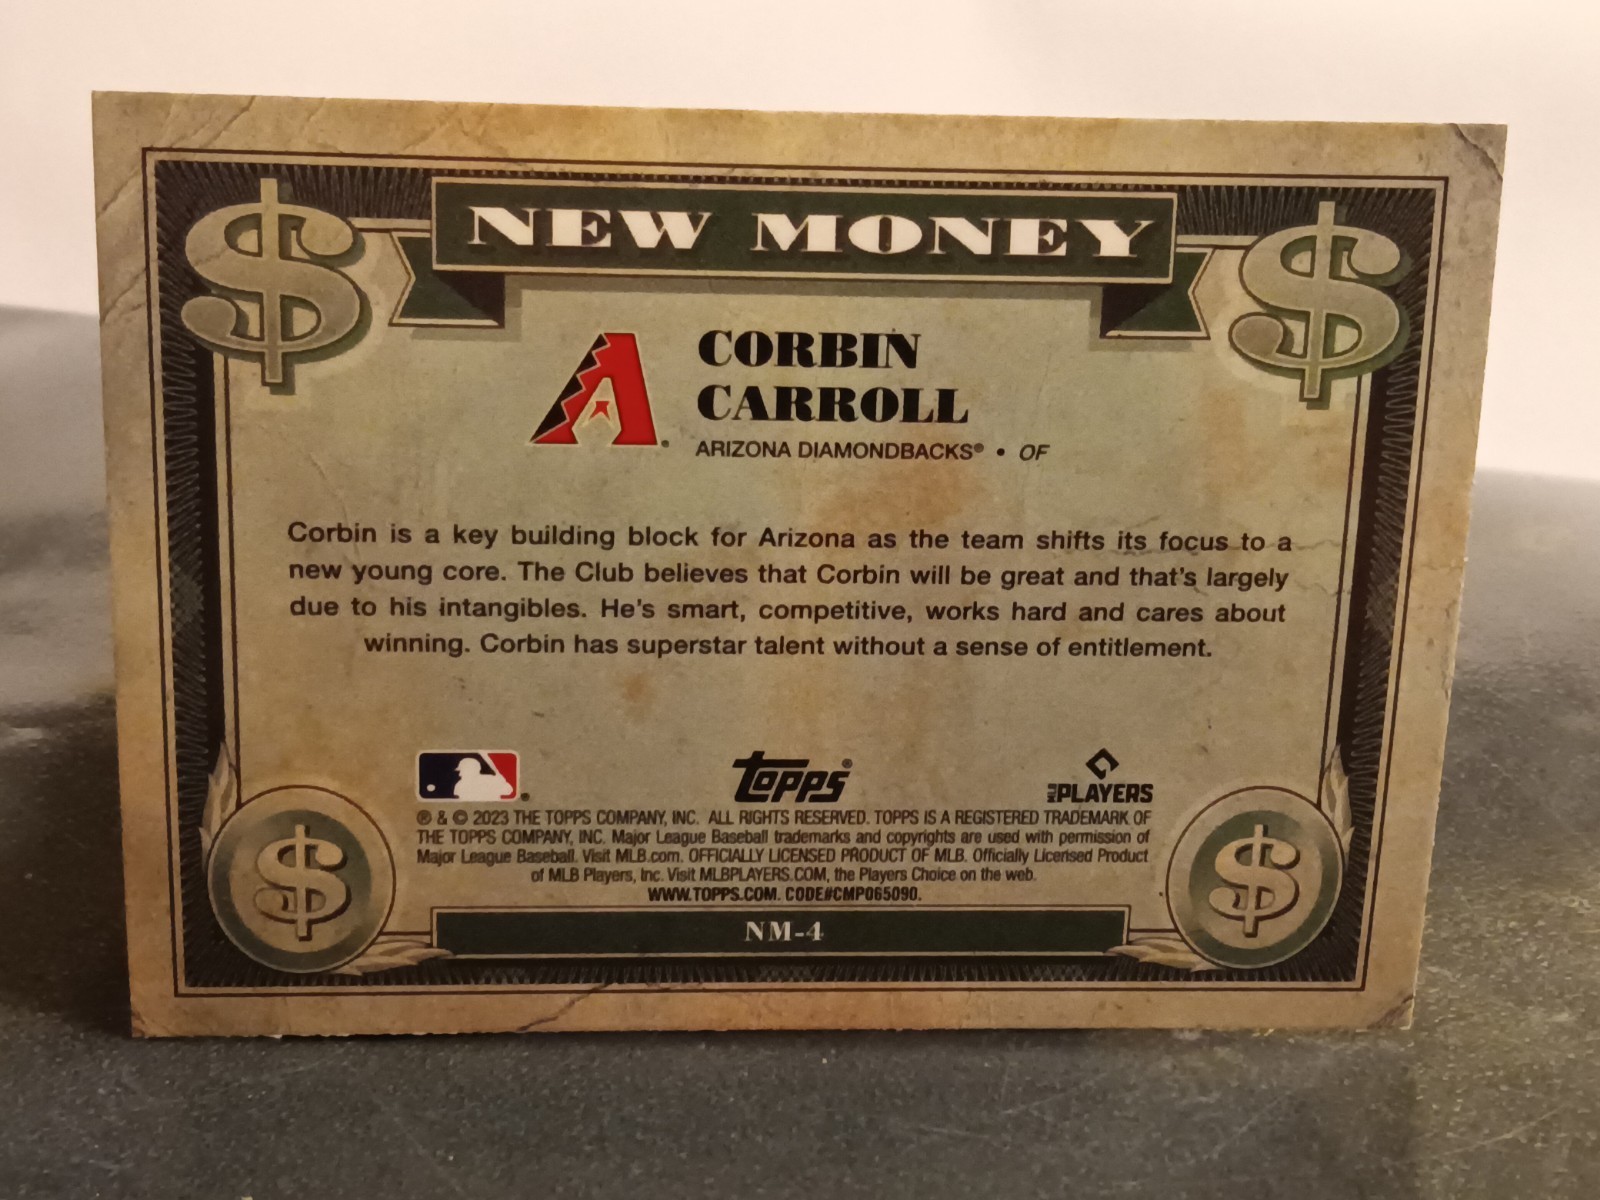 NEW MONEY
CORBIN
CARROLL
ARIZONA DIAMONDBACKS® • OF
Corbin is a key building block for Arizona as the team shifts its focus to a
new young core. The Club believes that Corbin will be great and that's largely
due to his intangibles. He's smart, competitive, works hard and cares about
winning. Corbin has superstar talent without a sense of entitlement.
topps®
MLB PLAYERS
® & © 2023 THE TOPPS COMPANY, INC. ALL RIGHTS RESERVED. TOPPS IS A REGISTERED TRADEMARK OF
THE TOPPS COMPANY, INC. Major League Baseball trademarks and copyrights are used with permission of
Major League Baseball. Visit MLB.com. OFFICIALLY LICENSED PRODUCT OF MLB. Officially Licensed Product
of MLB Players, Inc. Visit MLBPLAYERS.COM, the Players Choice on the web.
WWW.TOPPS.COM. CODE#CMP065090.
NM-4